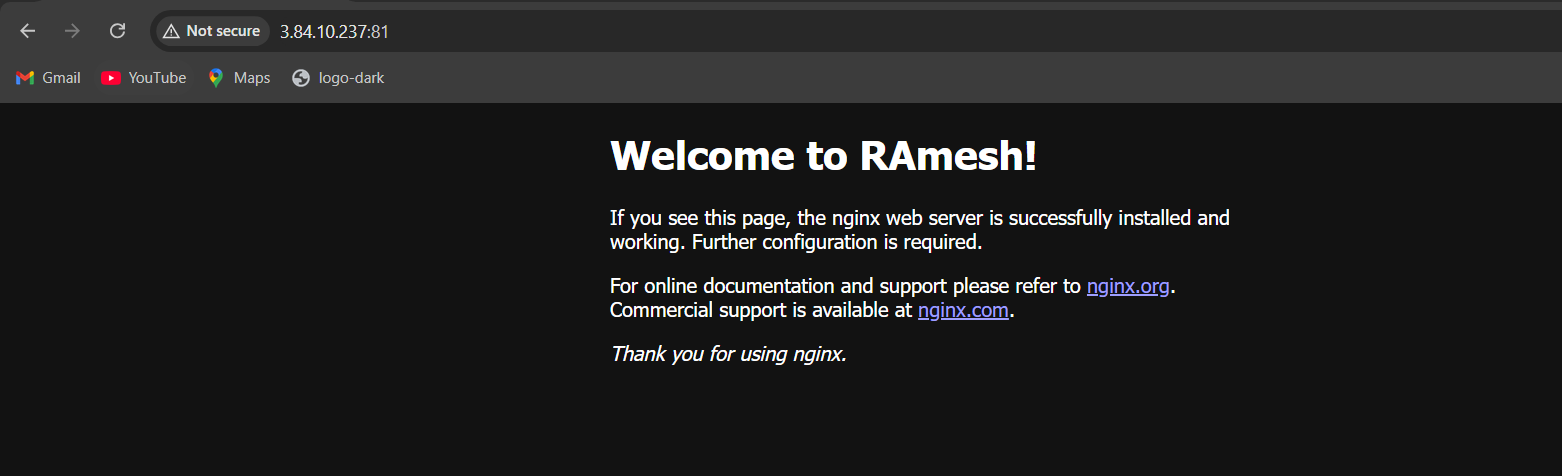 Not secure 3.84.10.237:81
Gmail YouTube Maps logo-dark
Welcome to RAmesh!
If you see this page, the nginx web server is successfully installed and
working. Further configuration is required.
For online documentation and support please refer to nginx.org.
Commercial support is available at nginx.com.
Thank you for using nginx.